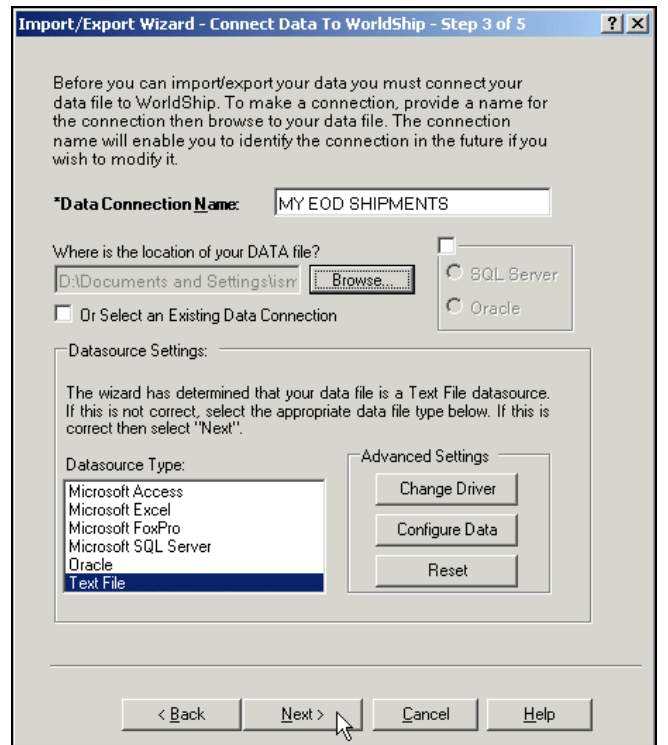 Import/Export Wizard - Connect Data To WorldShip - Step 3 of 5
Before you can import/export your data you must connect your
data file to WorldShip. To make a connection, provide a name for
the connection then browse to your data file. The connection
name will enable you to identify the connection in the future if you
wish to modify it.
*Data Connection Name: MY EOD SHIPMENTS
Where is the location of your DATA file?
D:\Documents and Settings\ Browse...
SQL Server
Oracle
Or Select an Existing Data Connection
Datasource Settings:
The wizard has determined that your data file is a Text File datasource.
If this is not correct, select the appropriate data file type below. If this is
correct then select "Next".
Datasource Type:
Microsoft Access
Microsoft Excel
Microsoft FoxPro
Microsoft SQL Server
Oracle
Text File
Advanced Settings
Change Driver
Configure Data
Reset
< Back Next > Cancel Help